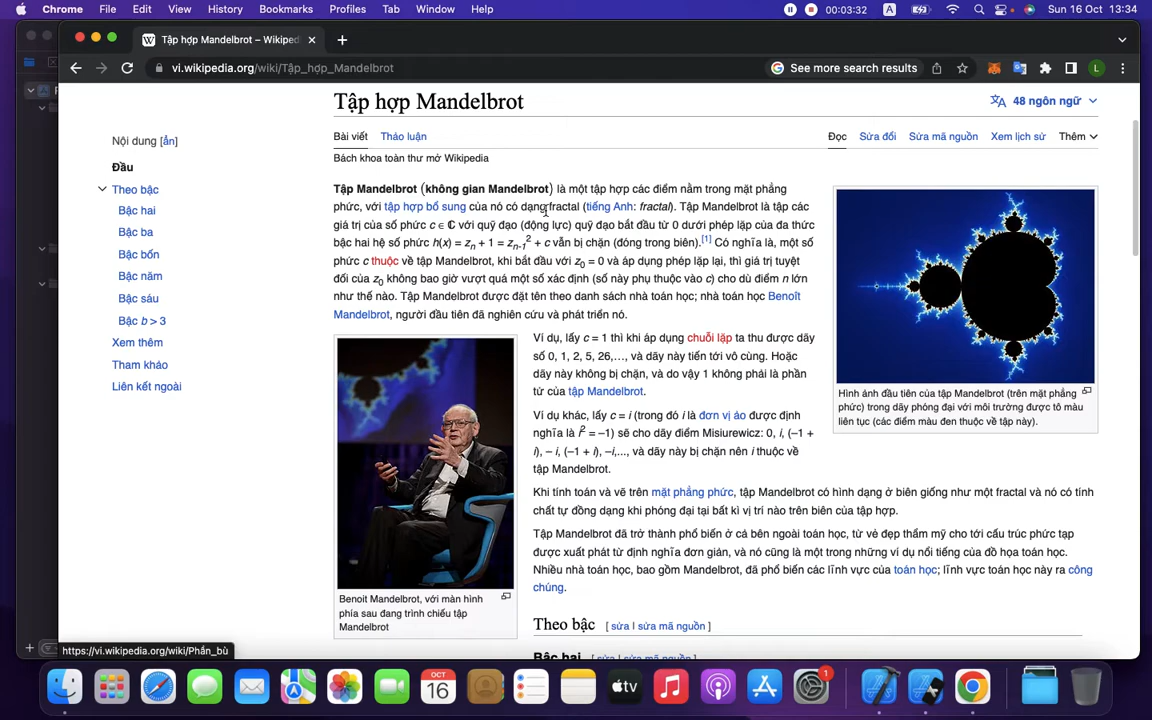 Chrome File Edit View History Bookmarks Profiles Tab Window Help 00:03:32 A Sun 16 Oct 13:34
Tập hợp Mandelbrot – Wikiped
vi.wikipedia.org/wiki/Tập_hợp_Mandelbrot See more search results L
Tập hợp Mandelbrot
48 ngôn ngữ
Nội dung [ẩn]
Đầu
Theo bậc
Bậc hai
Bậc ba
Bậc bốn
Bậc năm
Bậc sáu
Bậc b > 3
Xem thêm
Tham khảo
Liên kết ngoài
Bài viết Thảo luận Đọc Sửa đổi Sửa mã nguồn Xem lịch sử Thêm
Bách khoa toàn thư mở Wikipedia
Tập Mandelbrot (không gian Mandelbrot) là một tập hợp các điểm nằm trong mặt phẳng
phức, với tập hợp bổ sung của nó có dạng fractal (tiếng Anh: fractal). Tập Mandelbrot là tập các
giá trị của số phức c ∈ ℂ với quỹ đạo (động lực) quỹ đạo bắt đầu từ 0 dưới phép lặp của đa thức
bậc hai hệ số phức h(x) = zn + 1 = zn-1² + c vẫn bị chặn (đóng trong biên).[1] Có nghĩa là, một số
phức c thuộc về tập Mandelbrot, khi bắt đầu với z0 = 0 và áp dụng phép lặp lại, thì giá trị tuyệt
đối của z0 không bao giờ vượt quá một số xác định (số này phụ thuộc vào c) cho dù điểm n lớn
như thế nào. Tập Mandelbrot được đặt tên theo danh sách nhà toán học; nhà toán học Benoît
Mandelbrot, người đầu tiên đã nghiên cứu và phát triển nó.
Hình ảnh đầu tiên của tập Mandelbrot (trên mặt phẳng
phức) trong dãy phóng đại với môi trường được tô màu
liên tục (các điểm màu đen thuộc về tập này).
Benoit Mandelbrot, với màn hình
phía sau đang trình chiếu tập
Mandelbrot
Ví dụ, lấy c = 1 thì khi áp dụng chuỗi lặp ta thu được dãy
số 0, 1, 2, 5, 26,…, và dãy này tiến tới vô cùng. Hoặc
dãy này không bị chặn, và do vậy 1 không phải là phần
tử của tập Mandelbrot.
Ví dụ khác, lấy c = i (trong đó i là đơn vị ảo được định
nghĩa là i² = –1) sẽ cho dãy điểm Misiurewicz: 0, i, (–1 +
i), – i, (–1 + i), –i,..., và dãy này bị chặn nên i thuộc về
tập Mandelbrot.
Khi tính toán và vẽ trên mặt phẳng phức, tập Mandelbrot có hình dạng ở biên giống như một fractal và nó có tính
chất tự đồng dạng khi phóng đại tại bất kì vị trí nào trên biên của tập hợp.
Tập Mandelbrot đã trở thành phổ biến ở cả bên ngoài toán học, từ vẻ đẹp thẩm mỹ cho tới cấu trúc phức tạp
được xuất phát từ định nghĩa đơn giản, và nó cũng là một trong những ví dụ nổi tiếng của đồ họa toán học.
Nhiều nhà toán học, bao gồm Mandelbrot, đã phổ biến các lĩnh vực của toán học; lĩnh vực toán học này ra công
chúng.
Theo bậc [ sửa | sửa mã nguồn ]
Bậc hai [ sửa | sửa mã nguồn ]
https://vi.wikipedia.org/wiki/Phần_bù
OCT
16
tv
1